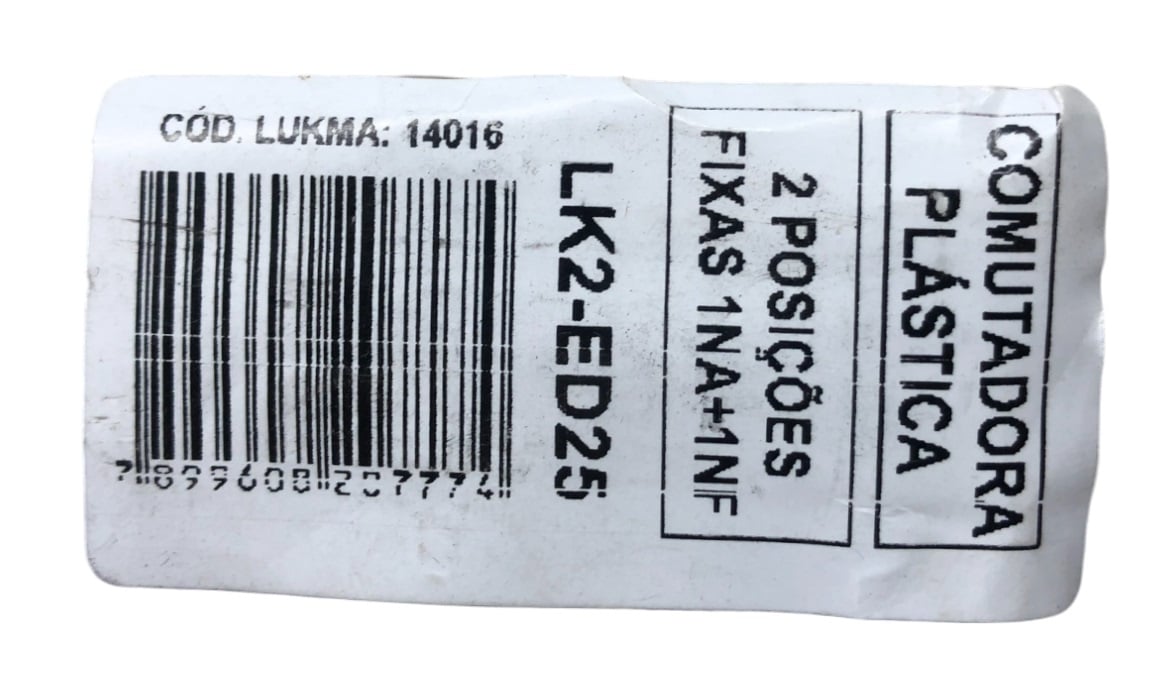 CÓD. LUKMA: 14016
7 899608 207774
LK2-ED25
COMUTADORA
PLÁSTICA
2 POSIÇÕES
FIXAS 1NA+1NF